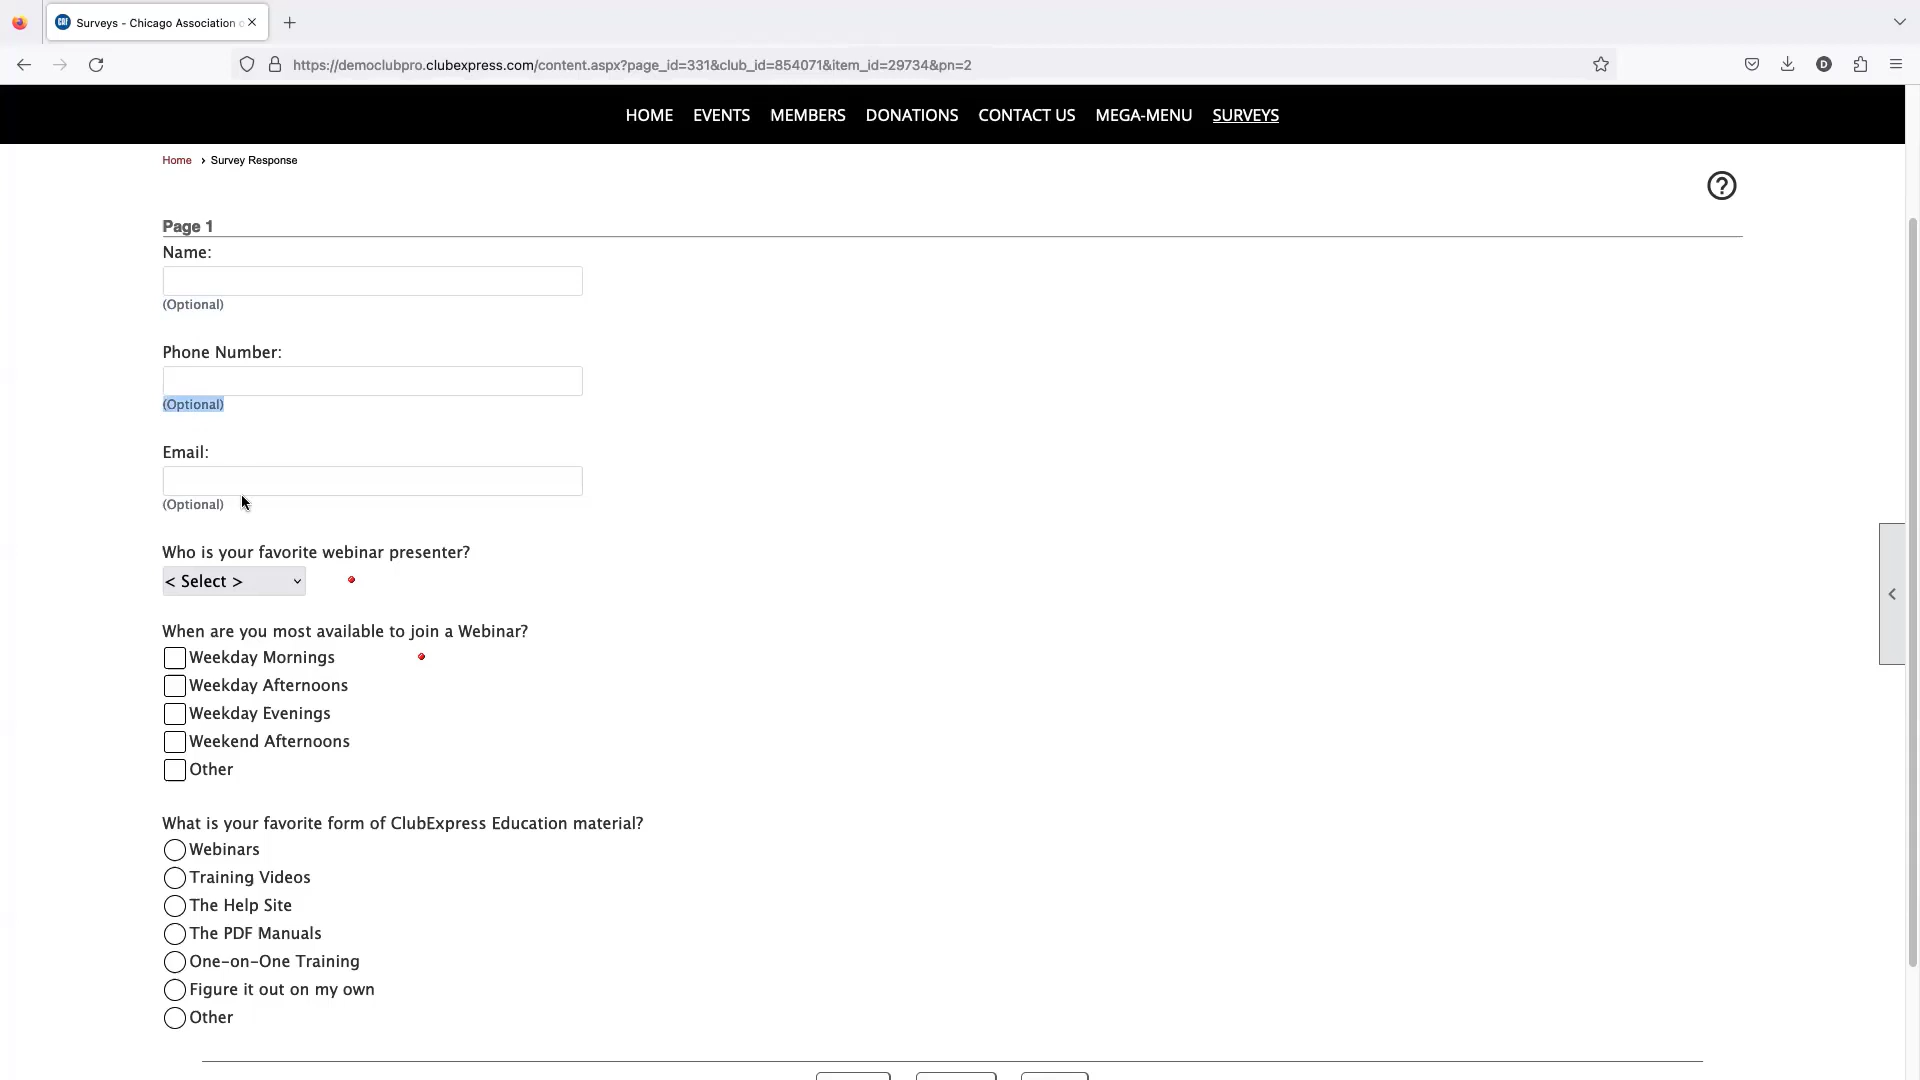 Surveys - Chicago Association
https://democlubpro.clubexpress.com/content.aspx?page_id=331&club_id=854071&item_id=29734&pn=2
D
HOME EVENTS MEMBERS DONATIONS CONTACT US MEGA-MENU SURVEYS
Home › Survey Response
Page 1
Name:
(Optional)
Phone Number:
(Optional)
Email:
(Optional)
Who is your favorite webinar presenter?
< Select >
When are you most available to join a Webinar?
Weekday Mornings
Weekday Afternoons
Weekday Evenings
Weekend Afternoons
Other
What is your favorite form of ClubExpress Education material?
Webinars
Training Videos
The Help Site
The PDF Manuals
One-on-One Training
Figure it out on my own
Other